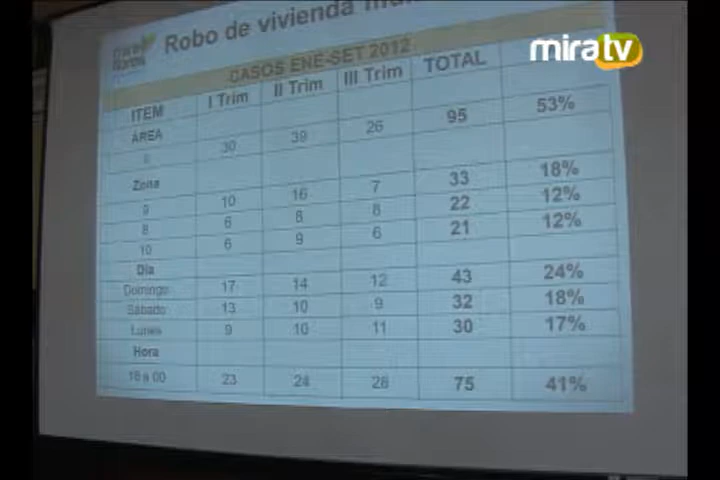 miratv
Robo de vivienda
CASOS ENE-SET 2012
ITEM I Trim II Trim III Trim TOTAL
ÁREA
30 39 26 95 53%
Zona
9 10 16 7 33 18%
8 6 8 8 22 12%
10 6 9 6 21 12%
Día
Domingo 17 14 12 43 24%
Sábado 13 10 9 32 18%
Lunes 9 10 11 30 17%
Hora
16 a 00 23 24 28 75 41%